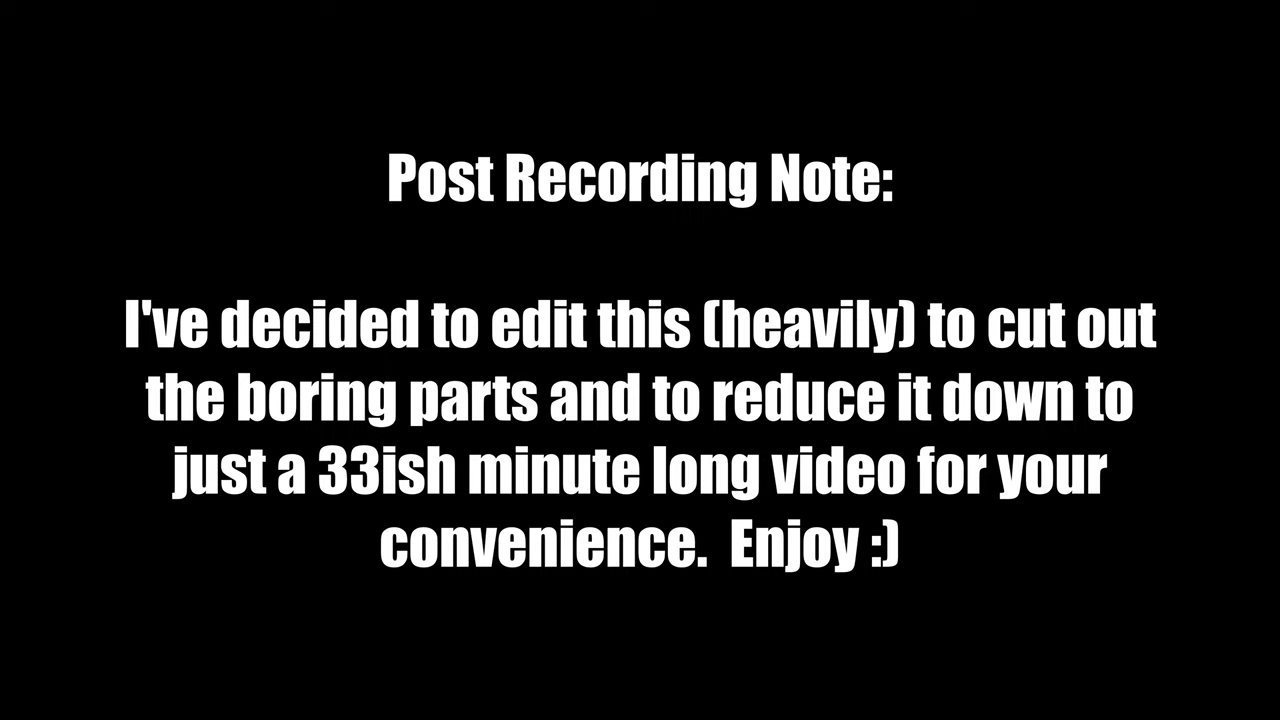 Post Recording Note:
I've decided to edit this (heavily) to cut out
the boring parts and to reduce it down to
just a 33ish minute long video for your
convenience.  Enjoy :)